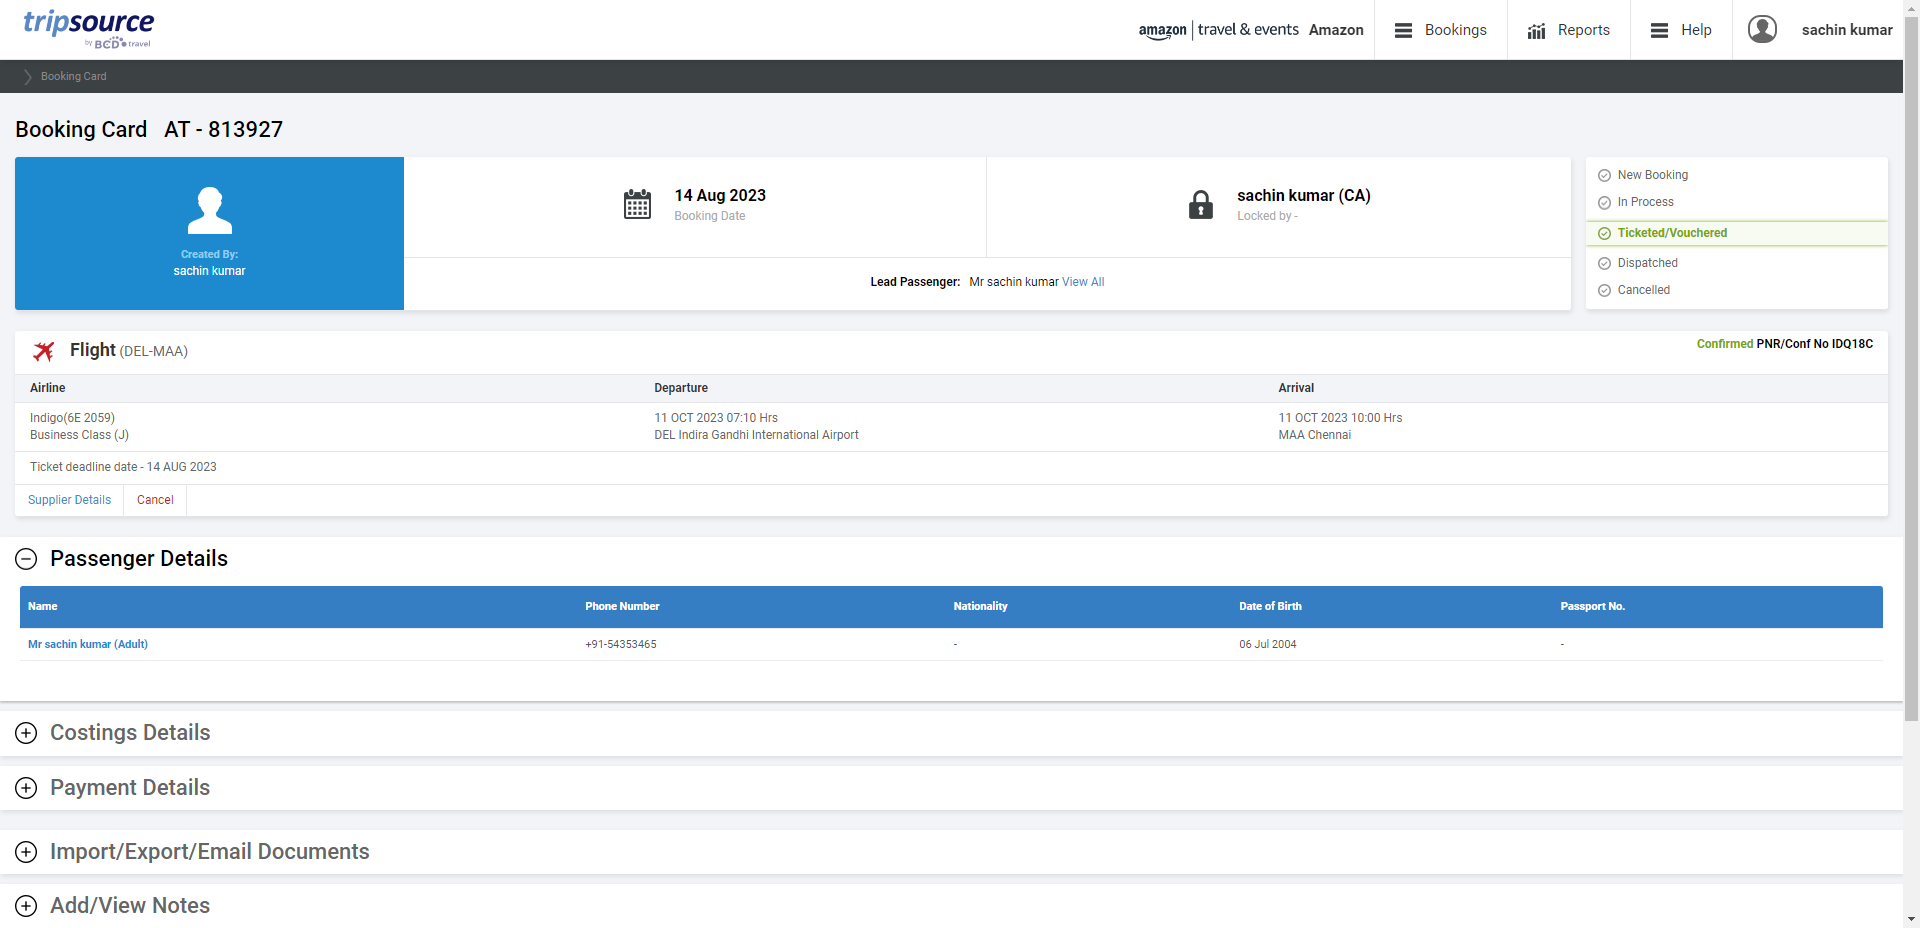 tripsource
by BCD travel
amazon | travel & events Amazon
Bookings
Reports
Help
sachin kumar
Booking Card
Booking Card AT - 813927
Created By:
sachin kumar
14 Aug 2023
Booking Date
sachin kumar (CA)
Locked by -
Lead Passenger: Mr sachin kumar View All
New Booking
In Process
Ticketed/Vouchered
Dispatched
Cancelled
Flight (DEL-MAA)
Confirmed PNR/Conf No IDQ18C
Airline Departure Arrival
Indigo(6E 2059) 11 OCT 2023 07:10 Hrs 11 OCT 2023 10:00 Hrs
Business Class (J) DEL Indira Gandhi International Airport MAA Chennai
Ticket deadline date - 14 AUG 2023
Supplier Details Cancel
Passenger Details
Name Phone Number Nationality Date of Birth Passport No.
Mr sachin kumar (Adult) +91-54353465 - 06 Jul 2004 -
Costings Details
Payment Details
Import/Export/Email Documents
Add/View Notes